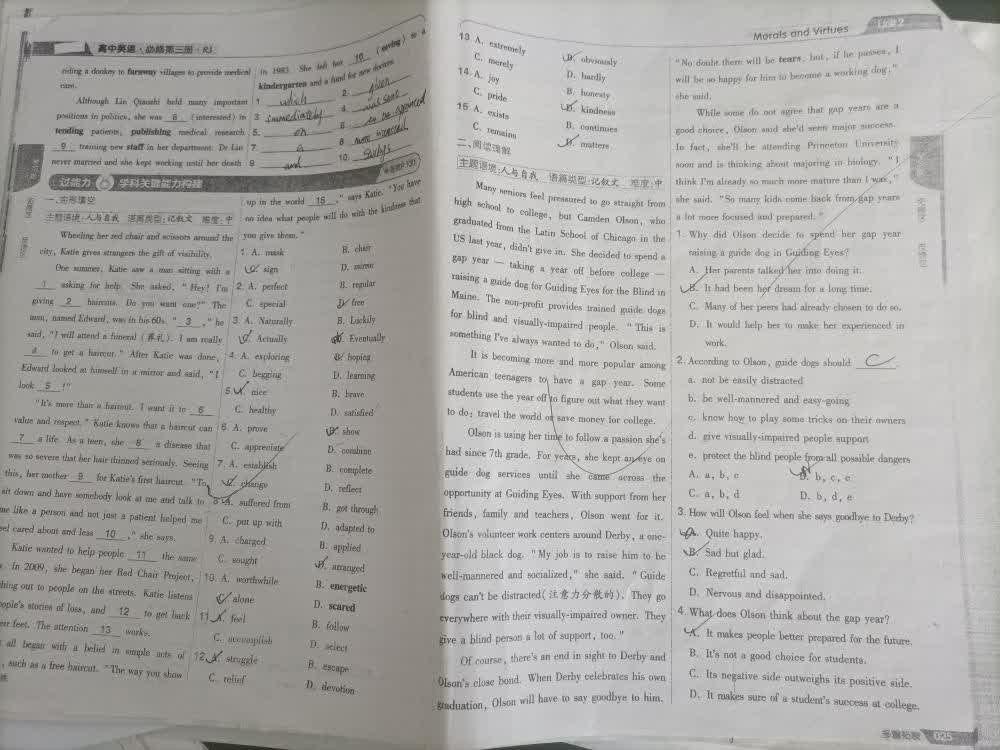 高中英语·必修第三册·RJ
riding a donkey to faraway villages to provide medical
care.
Although Lin Qiaozhi held many important
positions in politics, she was 8 (interested) in
tending patients, publishing medical research
9 training new staff in her department. Dr Lin
never married and she kept working until her death
in 1983. She left her 10 (saving) to a
kindergarten and a fund for new doctors.
1. which 2. given
3. immediately 4. was sent
5. on 6. to be appointed
7. a 8. more interested
9. and 10. savings
过能力 学科关键能力构建
一、完形填空
主题语境:人与自我 语篇类型:记叙文 难度:中
Wheeling her red chair and scissors around the
city, Katie gives strangers the gift of visibility.
One summer, Katie saw a man sitting with a
1 asking for help. She asked, "Hey! I'm
giving 2 haircuts. Do you want one?" The
man, named Edward, was in his 60s. " 3 ," he
said, "I will attend a funeral (葬礼). I am really
4 to get a haircut." After Katie was done,
Edward looked at himself in a mirror and said, "I
look 5 !"
"It's more than a haircut. I want it to 6
value and respect." Katie knows that a haircut can
7 a life. As a teen, she 8 a disease that
was so severe that her hair thinned seriously. Seeing
this, her mother 9 for Katie's first haircut. "To
sit down and have somebody look at me and talk to
me like a person and not just a patient helped me
feel cared about and less 10 ," she says.
Katie wanted to help people 11 the same
. In 2009, she began her Red Chair Project,
hing out to people on the streets. Katie listens
ople's stories of loss, and 12 to get back
eir feet. The attention 13 works.
all began with a belief in simple acts of
, such as a free haircut. "The way you show
up in the world 15 ," says Katie. "You have
no idea what people will do with the kindness that
you give them."
1. A. mask B. chair
C. sign D. mirror
2. A. perfect B. regular
C. special D. free
3. A. Naturally B. Luckily
C. Actually D. Eventually
4. A. exploring B. hoping
C. begging D. learning
5. A. nice B. brave
C. healthy D. satisfied
6. A. prove B. show
C. appreciate D. combine
7. A. establish B. complete
C. change D. reflect
8. A. suffered from B. got through
C. put up with D. adapted to
9. A. charged B. applied
C. sought D. arranged
10. A. worthwhile B. energetic
C. alone D. scared
11. A. feel B. follow
C. accomplish D. select
12. A. struggle B. escape
C. relief D. devotion
13. A. extremely B. obviously
C. merely D. hardly
14. A. joy B. honesty
C. pride D. kindness
15. A. exists B. continues
C. remains D. matters
二、阅读理解
主题语境:人与自我 语篇类型:记叙文 难度:中
Many seniors feel pressured to go straight from
high school to college, but Camden Olson, who
graduated from the Latin School of Chicago in the
US last year, didn't give in. She decided to spend a
gap year — taking a year off before college —
raising a guide dog for Guiding Eyes for the Blind in
Maine. The non-profit provides trained guide dogs
for blind and visually-impaired people. "This is
something I've always wanted to do," Olson said.
It is becoming more and more popular among
American teenagers to have a gap year. Some
students use the year off to figure out what they want
to do; travel the world or save money for college.
Olson is using her time to follow a passion she's
had since 7th grade. For years, she kept an eye on
guide dog services until she came across the
opportunity at Guiding Eyes. With support from her
friends, family and teachers, Olson went for it.
Olson's volunteer work centers around Derby, a one-
year-old black dog. "My job is to raise him to be
well-mannered and socialized," she said. "Guide
dogs can't be distracted(注意力分散的). They go
everywhere with their visually-impaired owner. They
give a blind person a lot of support, too."
Of course, there's an end in sight to Derby and
Olson's close bond. When Derby celebrates his own
graduation, Olson will have to say goodbye to him.
Morals and Virtues
"No doubt there will be tears, but, if he passes, I
will be so happy for him to become a working dog,"
she said.
While some do not agree that gap years are a
good choice, Olson said she'd seen major success.
In fact, she'll be attending Princeton University
soon and is thinking about majoring in biology. "I
think I'm already so much more mature than I was,"
she said. "So many kids come back from gap years
a lot more focused and prepared."
1. Why did Olson decide to spend her gap year
raising a guide dog in Guiding Eyes?
A. Her parents talked her into doing it.
B. It had been her dream for a long time.
C. Many of her peers had already chosen to do so.
D. It would help her to make her experienced in
work.
2. According to Olson, guide dogs should C .
a. not be easily distracted
b. be well-mannered and easy-going
c. know how to play some tricks on their owners
d. give visually-impaired people support
e. protect the blind people from all possible dangers
A. a, b, c B. b, c, e
C. a, b, d D. b, d, e
3. How will Olson feel when she says goodbye to Derby?
A. Quite happy.
B. Sad but glad.
C. Regretful and sad.
D. Nervous and disappointed.
4. What does Olson think about the gap year?
A. It makes people better prepared for the future.
B. It's not a good choice for students.
C. Its negative side outweighs its positive side.
D. It makes sure of a student's success at college.
025